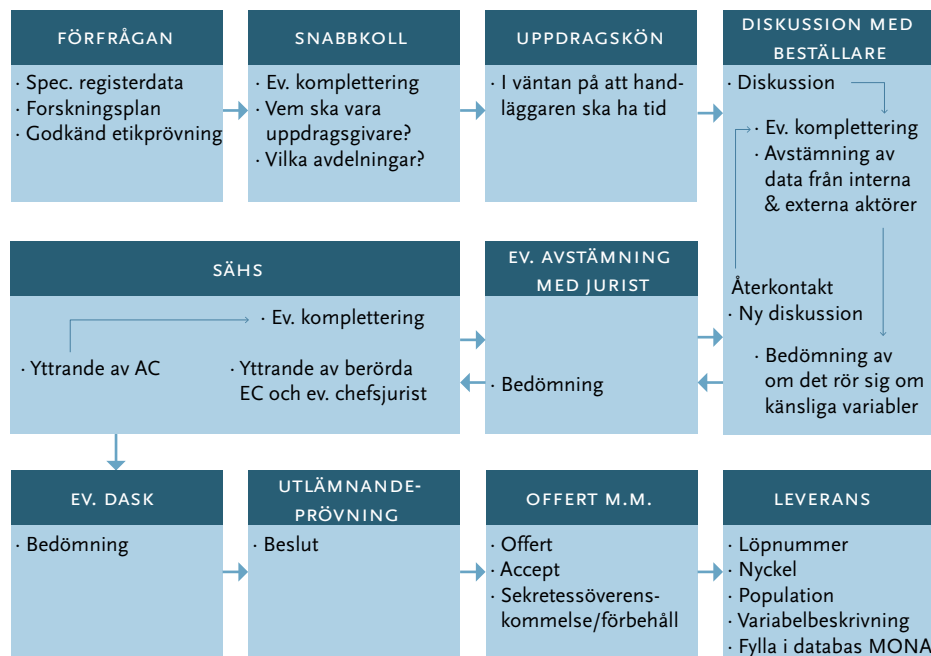 FÖRFRÅGAN
· Spec. registerdata
· Forskningsplan
· Godkänd etikprövning
SNABBKOLL
· Ev. komplettering
· Vem ska vara
uppdragsgivare?
· Vilka avdelningar?
UPPDRAGSKÖN
· I väntan på att hand-
läggaren ska ha tid
DISKUSSION MED
BESTÄLLARE
· Diskussion
· Ev. komplettering
· Avstämning av
data från interna
& externa aktörer
Återkontakt
· Ny diskussion
· Bedömning av
om det rör sig om
känsliga variabler
EV. AVSTÄMNING
MED JURIST
· Bedömning
SÄHS
· Ev. komplettering
· Yttrande av AC
· Yttrande av berörda
EC och ev. chefsjurist
EV. DASK
· Bedömning
UTLÄMNANDE-
PRÖVNING
· Beslut
OFFERT M.M.
· Offert
· Accept
· Sekretessöverens-
kommelse/förbehåll
LEVERANS
· Löpnummer
· Nyckel
· Population
· Variabelbeskrivning
· Fylla i databas MONA